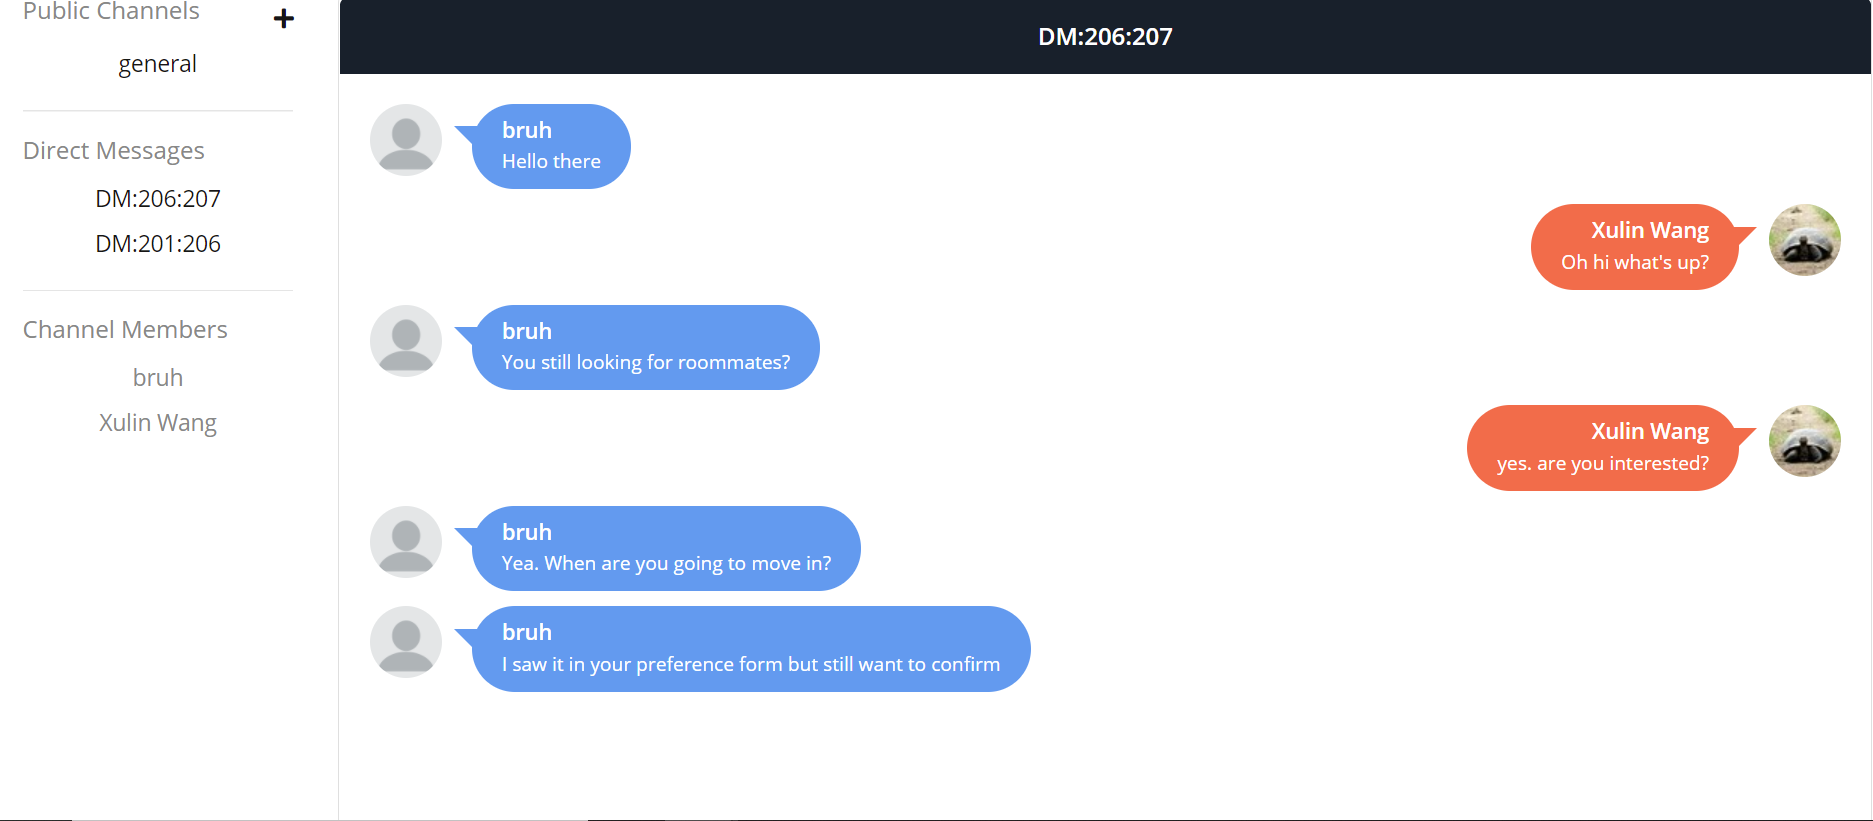 Public Channels
general
Direct Messages
DM:206:207
DM:201:206
Channel Members
bruh
Xulin Wang
DM:206:207
bruh
Hello there
Xulin Wang
Oh hi what's up?
bruh
You still looking for roommates?
Xulin Wang
yes. are you interested?
bruh
Yea. When are you going to move in?
bruh
I saw it in your preference form but still want to confirm